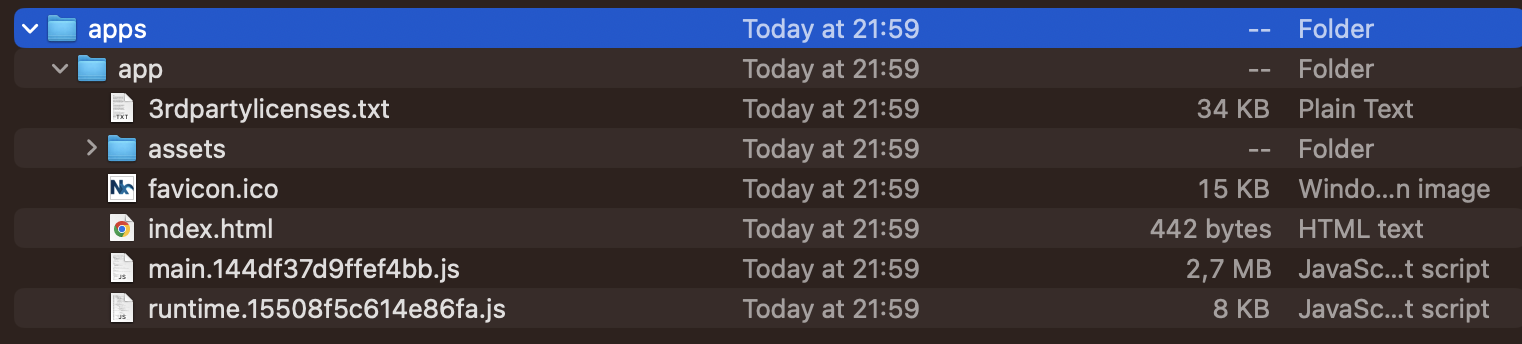 apps Today at 21:59 -- Folder
app Today at 21:59 -- Folder
3rdpartylicenses.txt Today at 21:59 34 KB Plain Text
assets Today at 21:59 -- Folder
favicon.ico Today at 21:59 15 KB Windo...n image
index.html Today at 21:59 442 bytes HTML text
main.144df37d9ffef4bb.js Today at 21:59 2,7 MB JavaSc...t script
runtime.15508f5c614e86fa.js Today at 21:59 8 KB JavaSc...t script